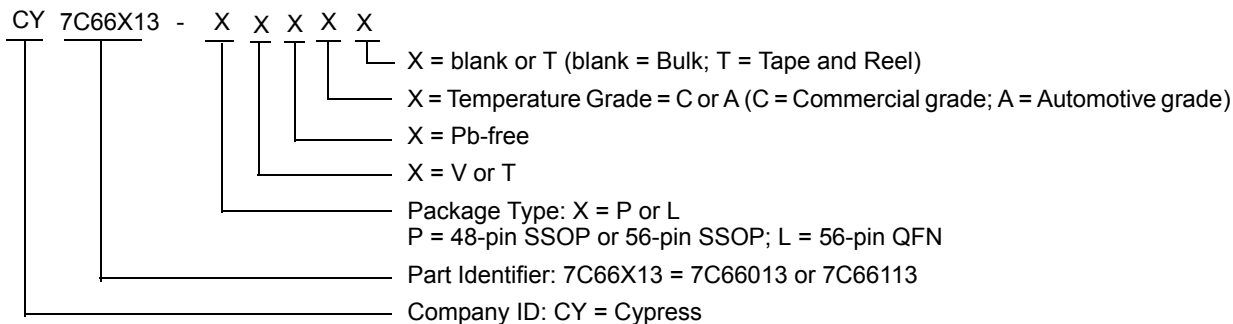 CY 7C66X13 - X X X X X
X = blank or T (blank = Bulk; T = Tape and Reel)
X = Temperature Grade = C or A (C = Commercial grade; A = Automotive grade)
X = Pb-free
X = V or T
Package Type: X = P or L
P = 48-pin SSOP or 56-pin SSOP; L = 56-pin QFN
Part Identifier: 7C66X13 = 7C66013 or 7C66113
Company ID: CY = Cypress